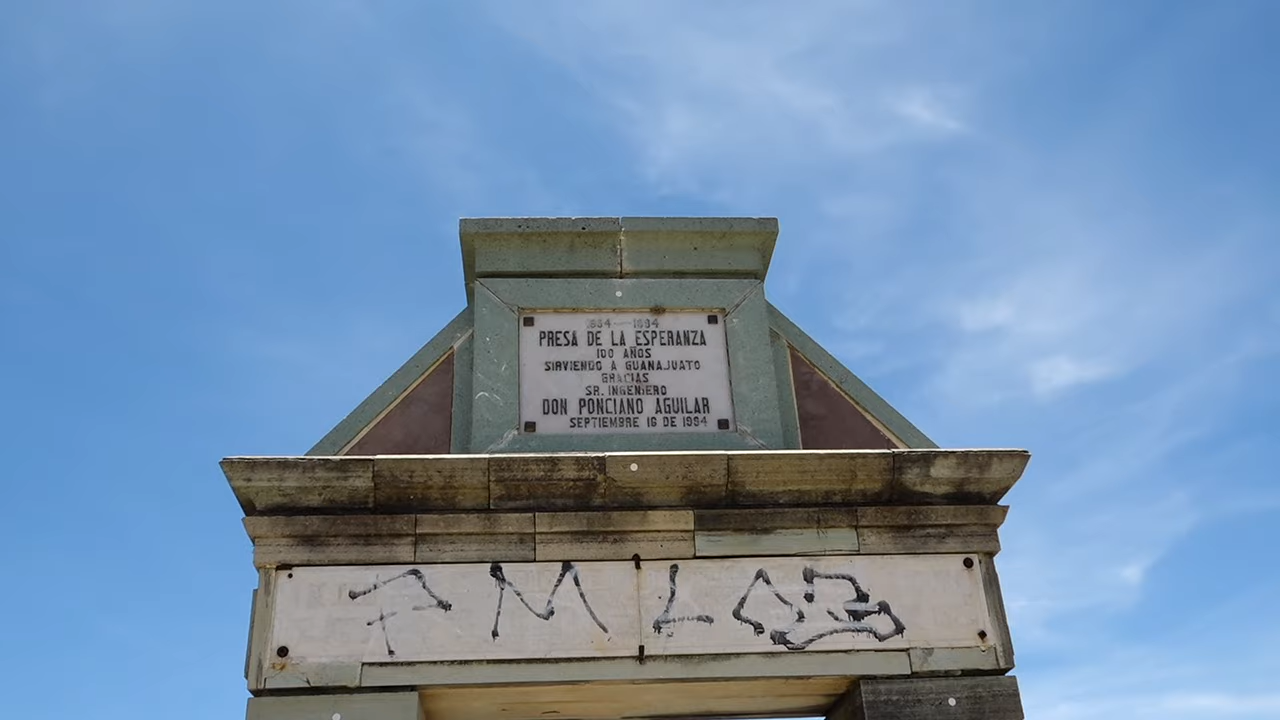 1894 — 1994
PRESA DE LA ESPERANZA
100 AÑOS
SIRVIENDO A GUANAJUATO
GRACIAS
SR. INGENIERO
DON PONCIANO AGUILAR
SEPTIEMBRE 16 DE 1994